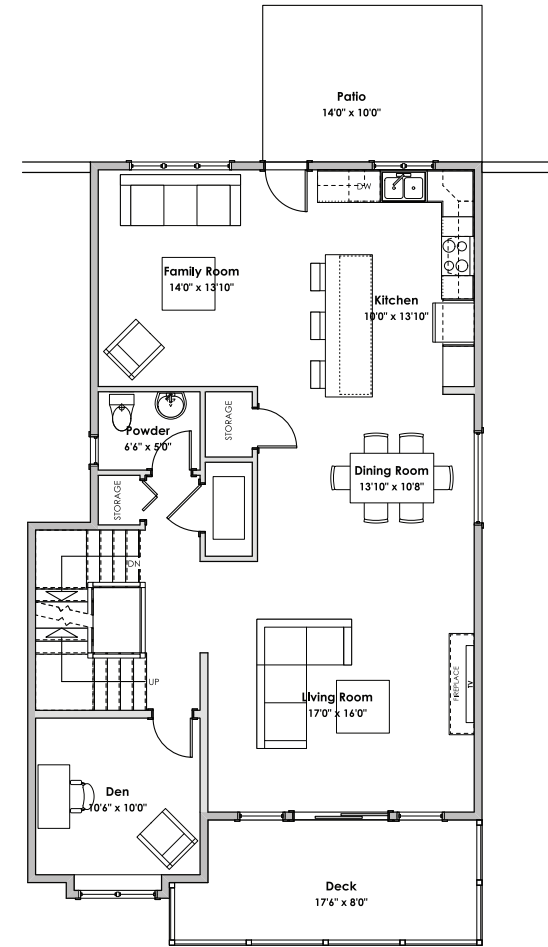 Patio
14'0" x 10'0"
DW
Family Room
14'0" x 13'10"
Kitchen
10'0" x 13'10"
STORAGE
Powder
6'6" x 5'0"
Dining Room
13'10" x 10'8"
STORAGE
DN
UP
FIREPLACE
TV
Living Room
17'0" x 16'0"
Den
10'6" x 10'0"
Deck
17'6" x 8'0"